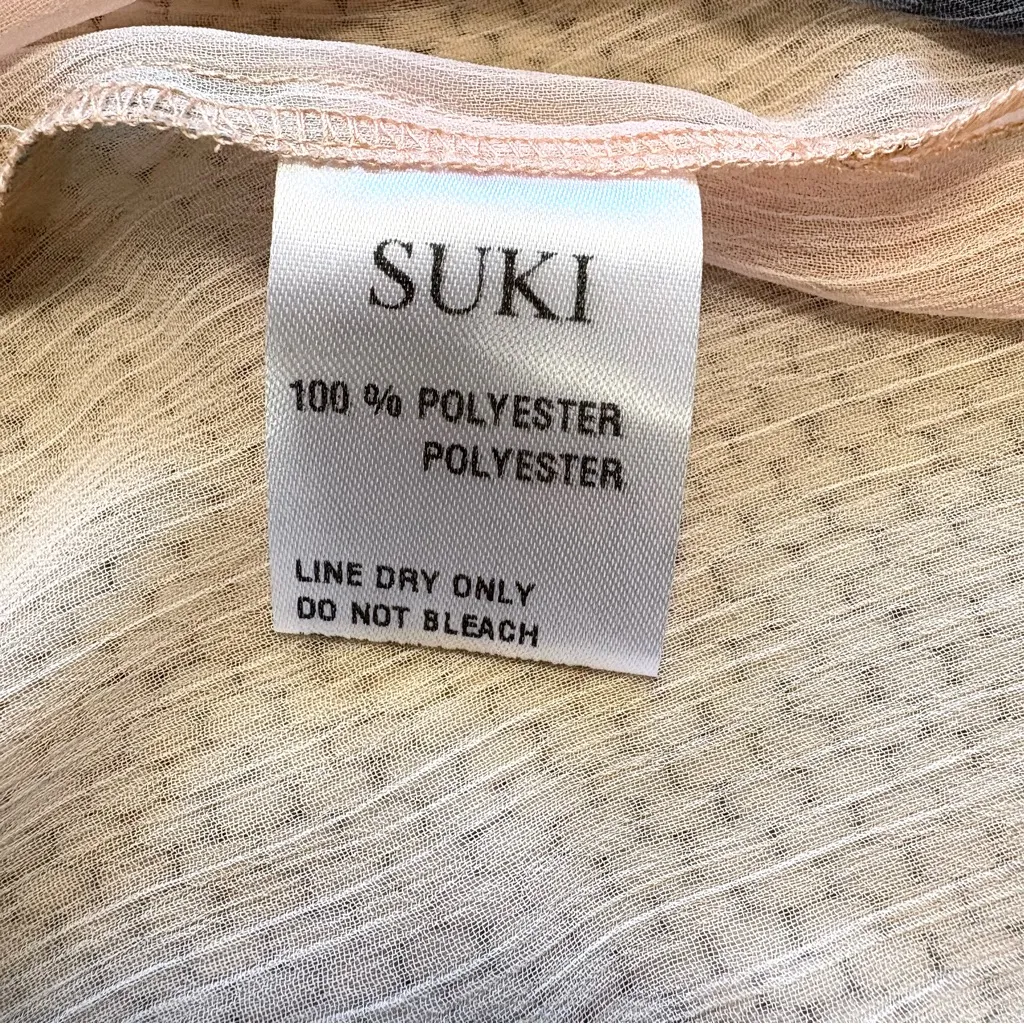 SUKI
100 % POLYESTER
POLYESTER
LINE DRY ONLY
DO NOT BLEACH